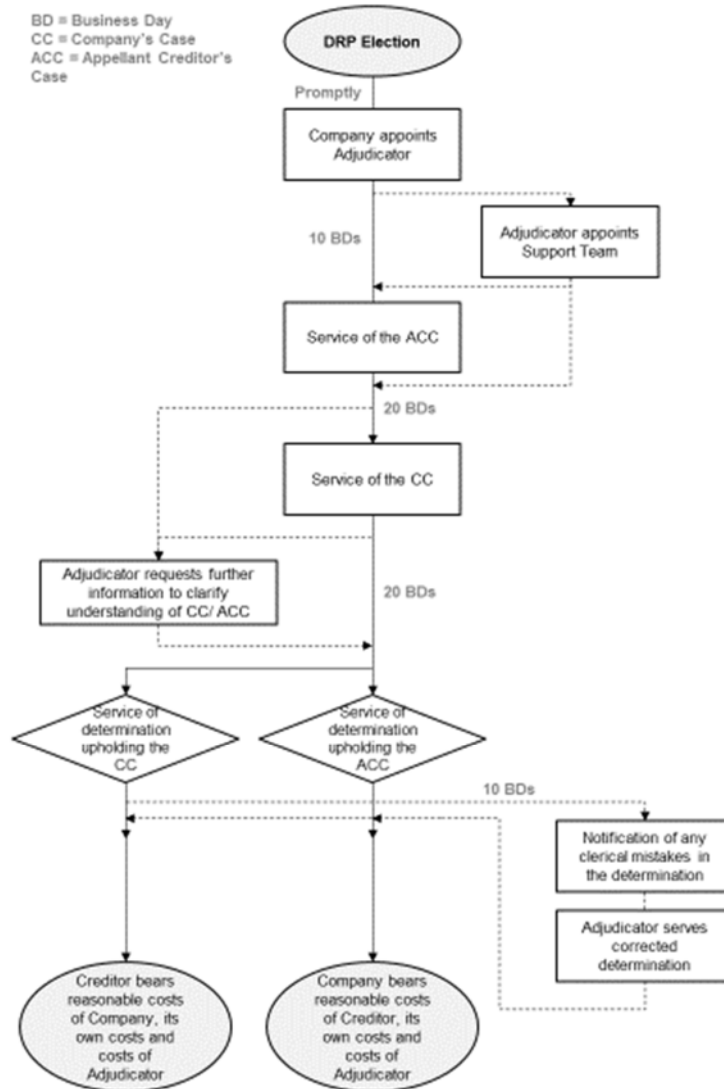 BD = Business Day
CC = Company's Case
ACC = Appellant Creditor's
Case
DRP Election
Promptly
Company appoints
Adjudicator
10 BDs
Adjudicator appoints
Support Team
Service of the ACC
20 BDs
Service of the CC
Adjudicator requests further
information to clarify
understanding of CC/ ACC
20 BDs
Service of
determination
upholding the
CC
Service of
determination
upholding the
ACC
10 BDs
Notification of any
clerical mistakes in
the determination
Adjudicator serves
corrected
determination
Creditor bears
reasonable costs
of Company, its
own costs and
costs of
Adjudicator
Company bears
reasonable costs
of Creditor, its
own costs and
costs of
Adjudicator